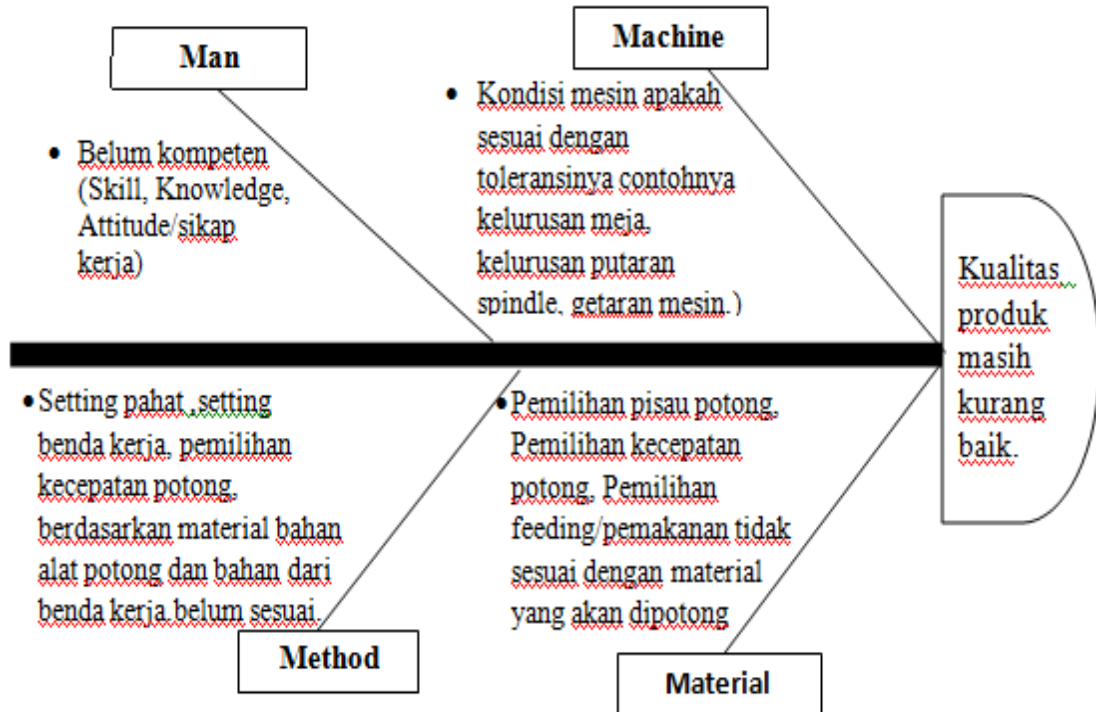 Man
• Belum kompeten
(Skill, Knowledge,
Attitude/sikap
kerja)
Machine
• Kondisi mesin apakah
sesuai dengan
toleransinya contohnya
kelurusan meja,
kelurusan putaran
spindle, getaran mesin.)
Kualitas
produk
masih
kurang
baik.
• Setting pahat ,setting
benda kerja, pemilihan
kecepatan potong,
berdasarkan material bahan
alat potong dan bahan dari
benda kerja belum sesuai.
Method
• Pemilihan pisau potong,
Pemilihan kecepatan
potong, Pemilihan
feeding/pemakanan tidak
sesuai dengan material
yang akan dipotong
Material